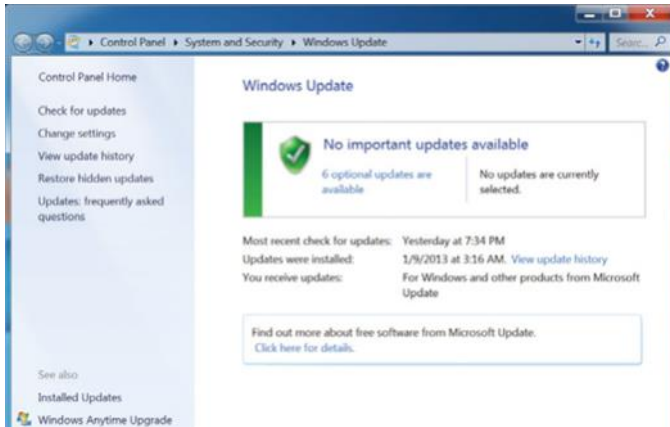 Control Panel ▸ System and Security ▸ Windows Update
Searc...
Control Panel Home
Check for updates
Change settings
View update history
Restore hidden updates
Updates: frequently asked
questions
See also
Installed Updates
Windows Anytime Upgrade
Windows Update
No important updates available
6 optional updates are
available
No updates are currently
selected.
Most recent check for updates: Yesterday at 7:34 PM
Updates were installed: 1/9/2013 at 3:16 AM. View update history
You receive updates: For Windows and other products from Microsoft
Update
Find out more about free software from Microsoft Update.
Click here for details.